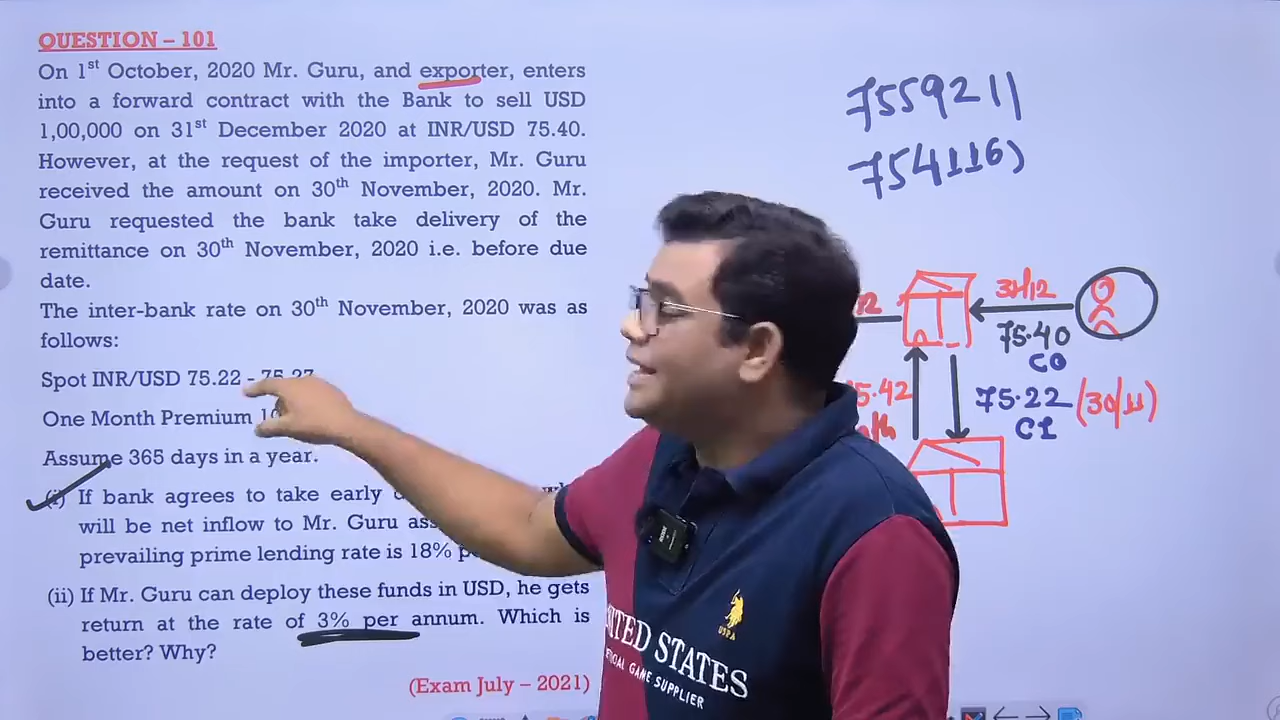 QUESTION – 101
On 1st October, 2020 Mr. Guru, and exporter, enters
into a forward contract with the Bank to sell USD
1,00,000 on 31st December 2020 at INR/USD 75.40.
However, at the request of the importer, Mr. Guru
received the amount on 30th November, 2020. Mr.
Guru requested the bank take delivery of the
remittance on 30th November, 2020 i.e. before due
date.
The inter-bank rate on 30th November, 2020 was as
follows:
Spot INR/USD 75.22 - 75.27
One Month Premium
Assume 365 days in a year.
(i) If bank agrees to take early
will be net inflow to Mr. Guru
prevailing prime lending rate is 18%
(ii) If Mr. Guru can deploy these funds in USD, he gets
return at the rate of 3% per annum. Which is
better? Why?
(Exam July – 2021)
7559211
754116
31/12
75.40
CO
5.42
75.22 (30/11)
UNITED STATES
GAME SUPPLIER
USPA